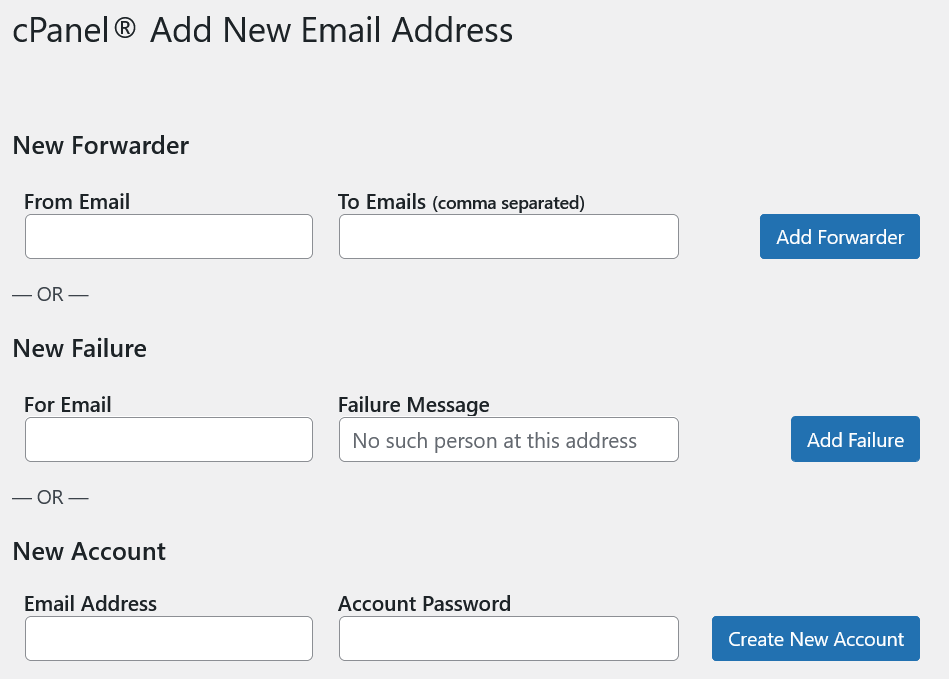 cPanel® Add New Email Address
New Forwarder
From Email
To Emails (comma separated)
Add Forwarder
— OR —
New Failure
For Email
Failure Message
No such person at this address
Add Failure
— OR —
New Account
Email Address
Account Password
Create New Account